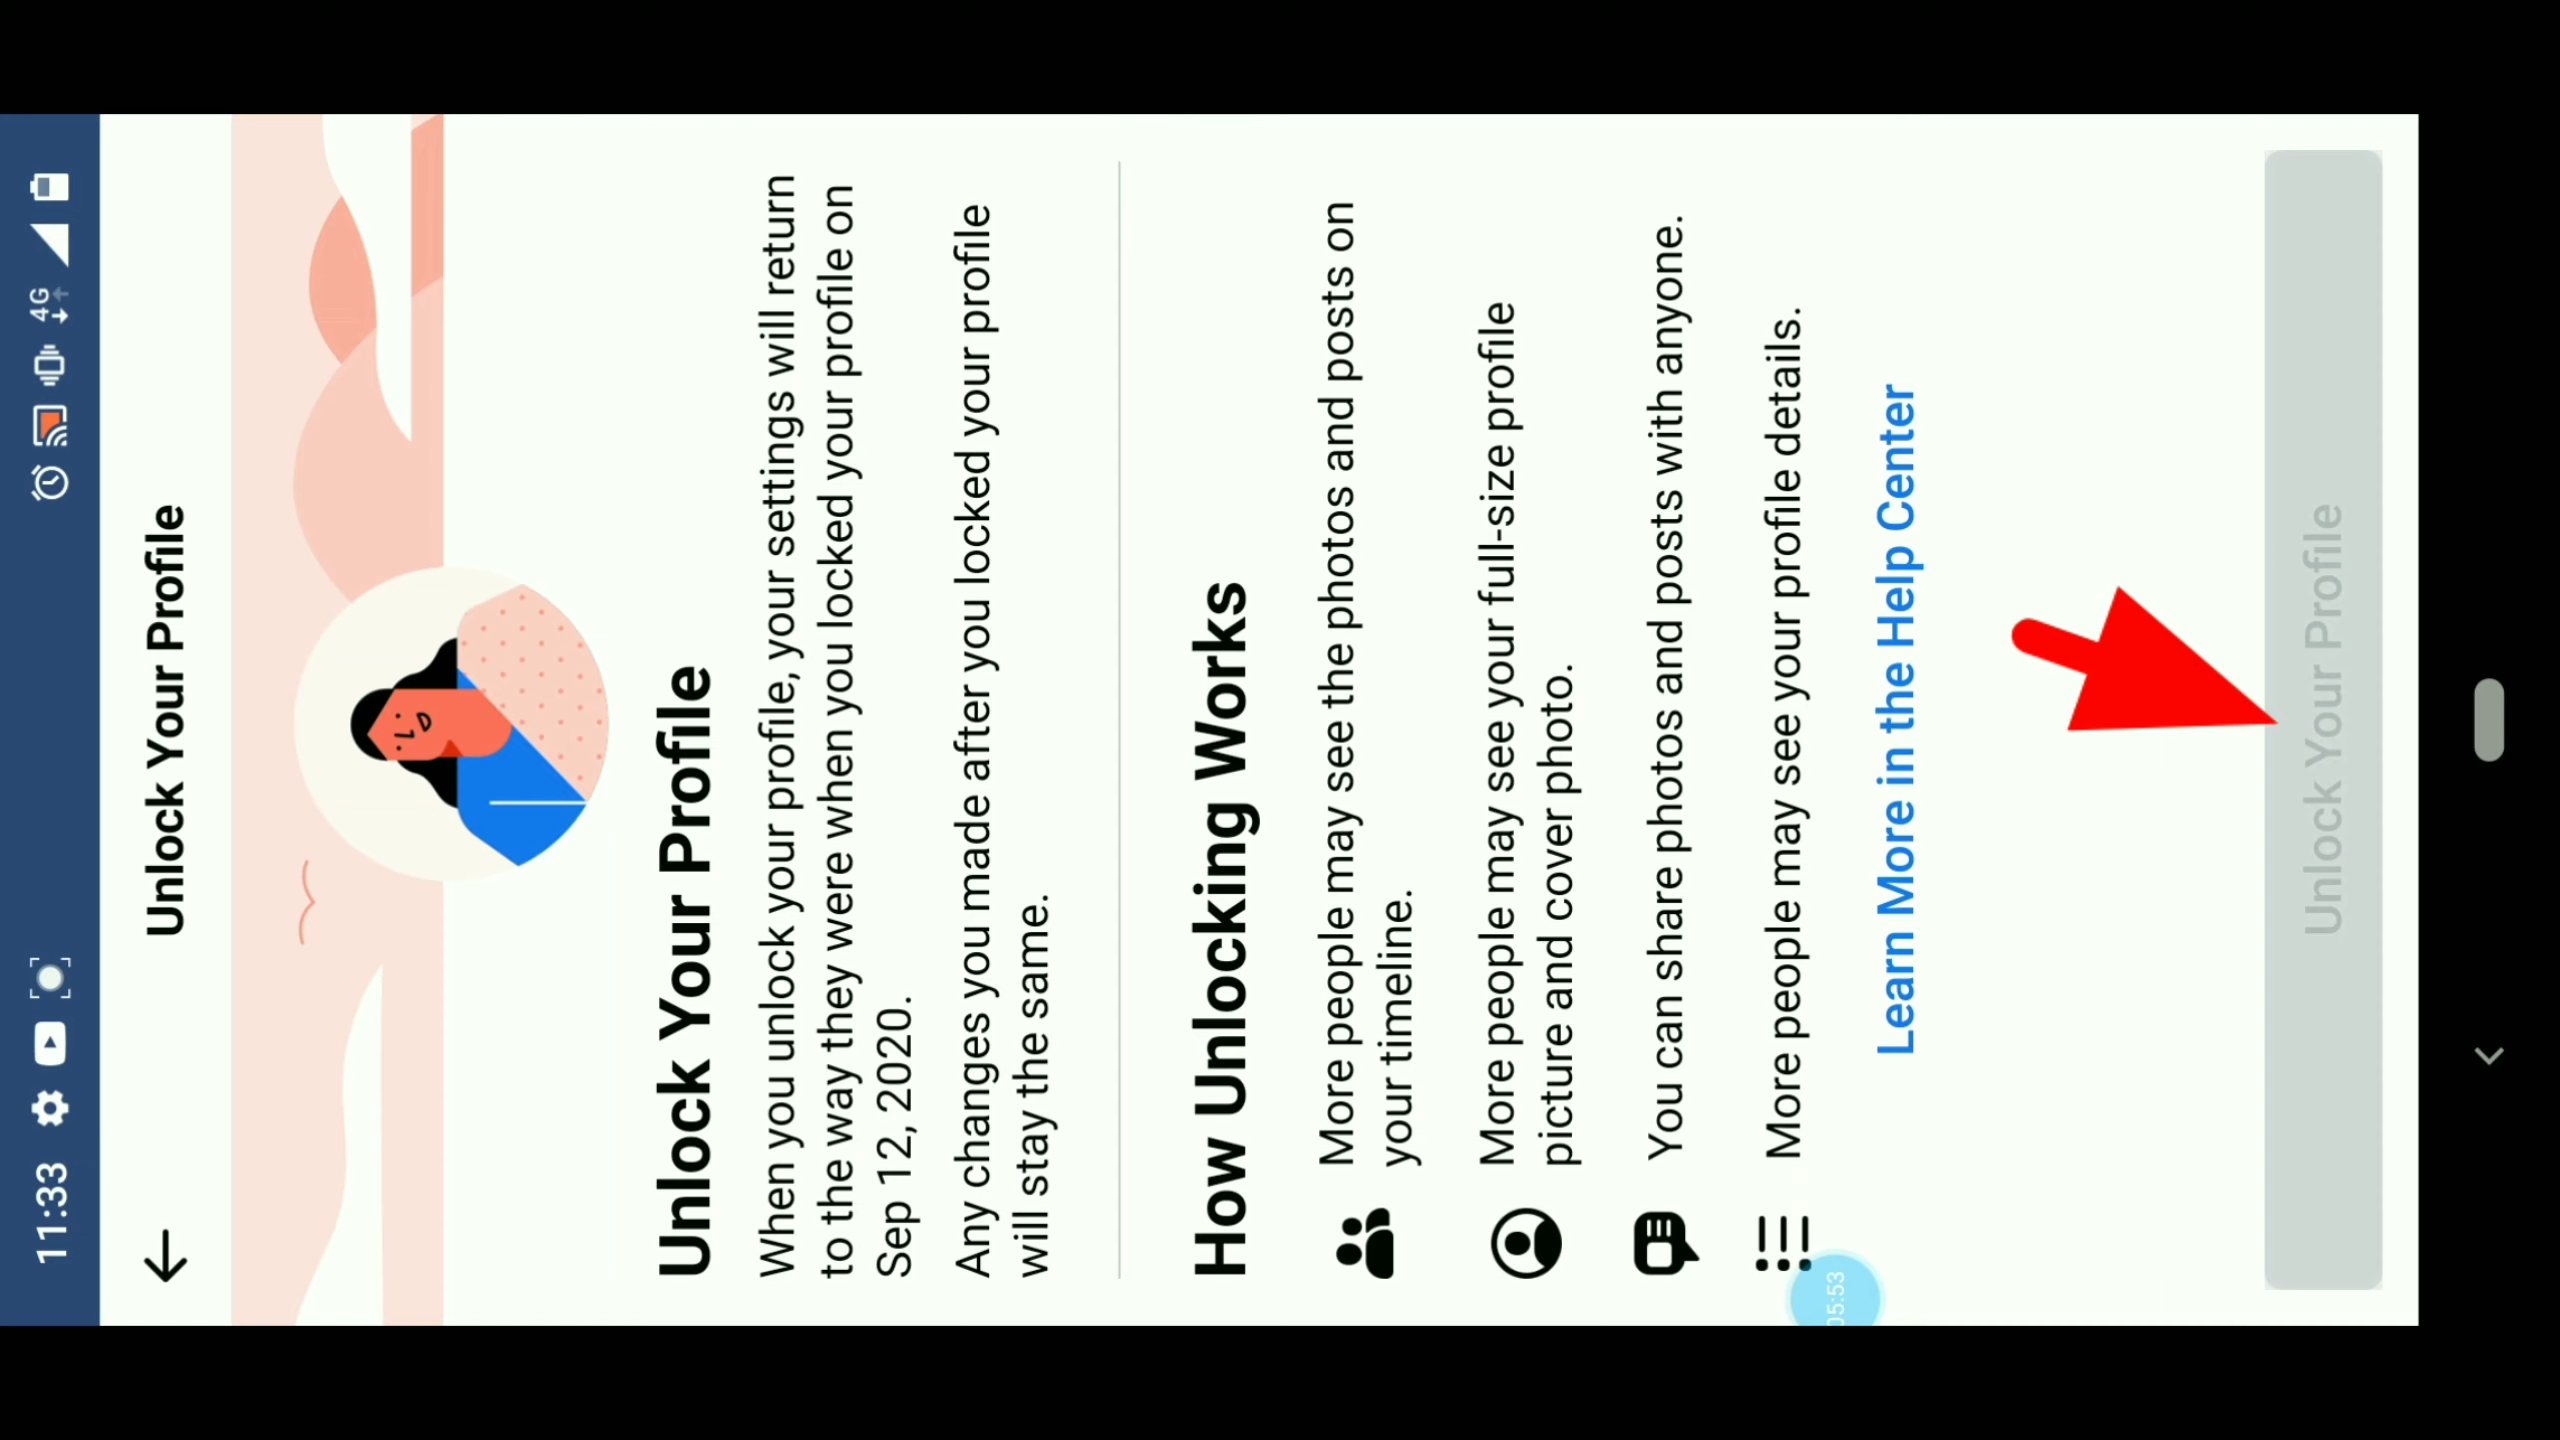 11:33
4G
Unlock Your Profile
Unlock Your Profile
When you unlock your profile, your settings will return
to the way they were when you locked your profile on
Sep 12, 2020.
Any changes you made after you locked your profile
will stay the same.
How Unlocking Works
More people may see the photos and posts on
your timeline.
More people may see your full-size profile
picture and cover photo.
You can share photos and posts with anyone.
More people may see your profile details.
Learn More in the Help Center
05:53
Unlock Your Profile